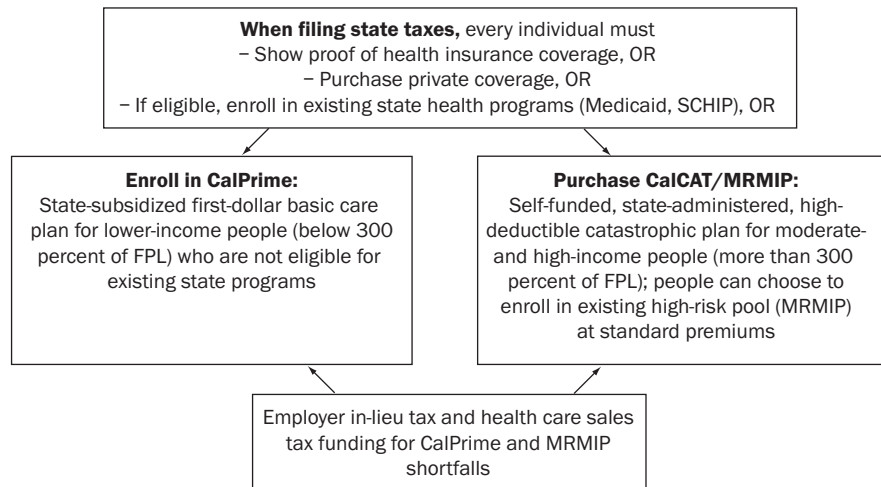 When filing state taxes, every individual must
– Show proof of health insurance coverage, OR
– Purchase private coverage, OR
– If eligible, enroll in existing state health programs (Medicaid, SCHIP), OR
Enroll in CalPrime:
State-subsidized first-dollar basic care
plan for lower-income people (below 300
percent of FPL) who are not eligible for
existing state programs
Purchase CalCAT/MRMIP:
Self-funded, state-administered, high-
deductible catastrophic plan for moderate-
and high-income people (more than 300
percent of FPL); people can choose to
enroll in existing high-risk pool (MRMIP)
at standard premiums
Employer in-lieu tax and health care sales
tax funding for CalPrime and MRMIP
shortfalls